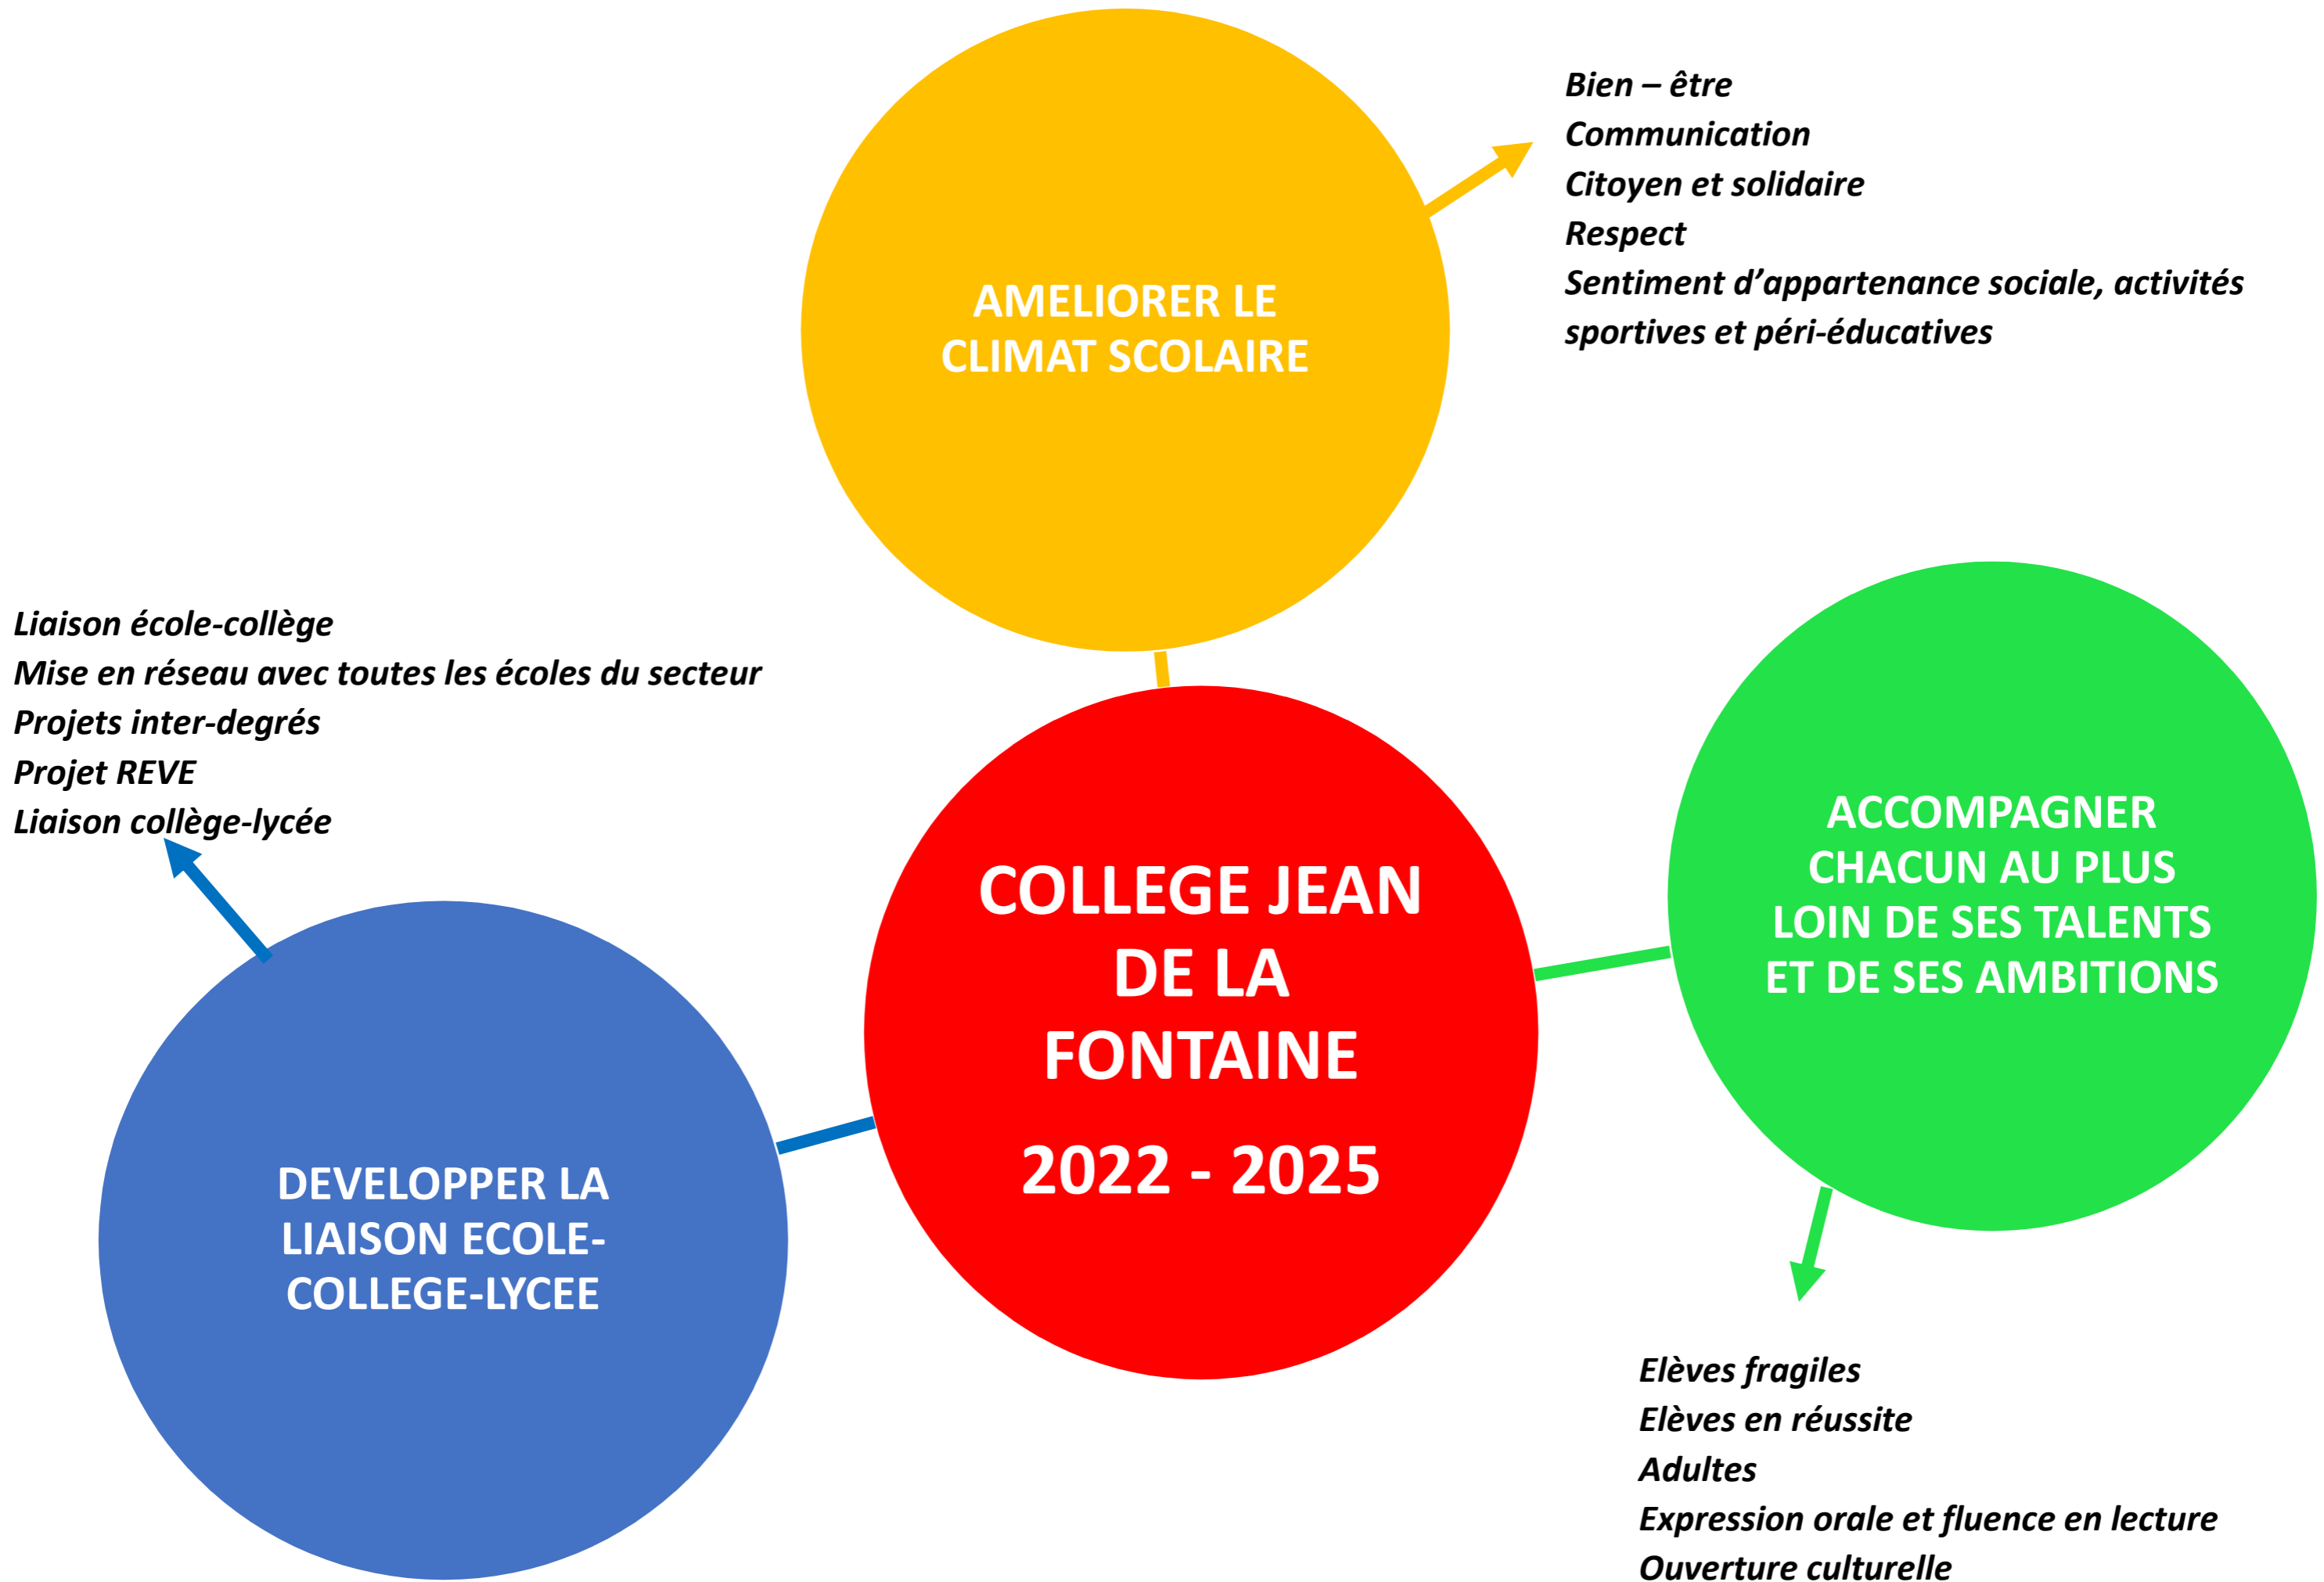 Bien – être
Communication
Citoyen et solidaire
Respect
Sentiment d’appartenance sociale, activités
sportives et péri-éducatives
AMELIORER LE
CLIMAT SCOLAIRE
Liaison école-collège
Mise en réseau avec toutes les écoles du secteur
Projets inter-degrés
Projet REVE
Liaison collège-lycée
ACCOMPAGNER
CHACUN AU PLUS
LOIN DE SES TALENTS
ET DE SES AMBITIONS
COLLEGE JEAN
DE LA
FONTAINE
2022 - 2025
DEVELOPPER LA
LIAISON ECOLE-
COLLEGE-LYCEE
Elèves fragiles
Elèves en réussite
Adultes
Expression orale et fluence en lecture
Ouverture culturelle